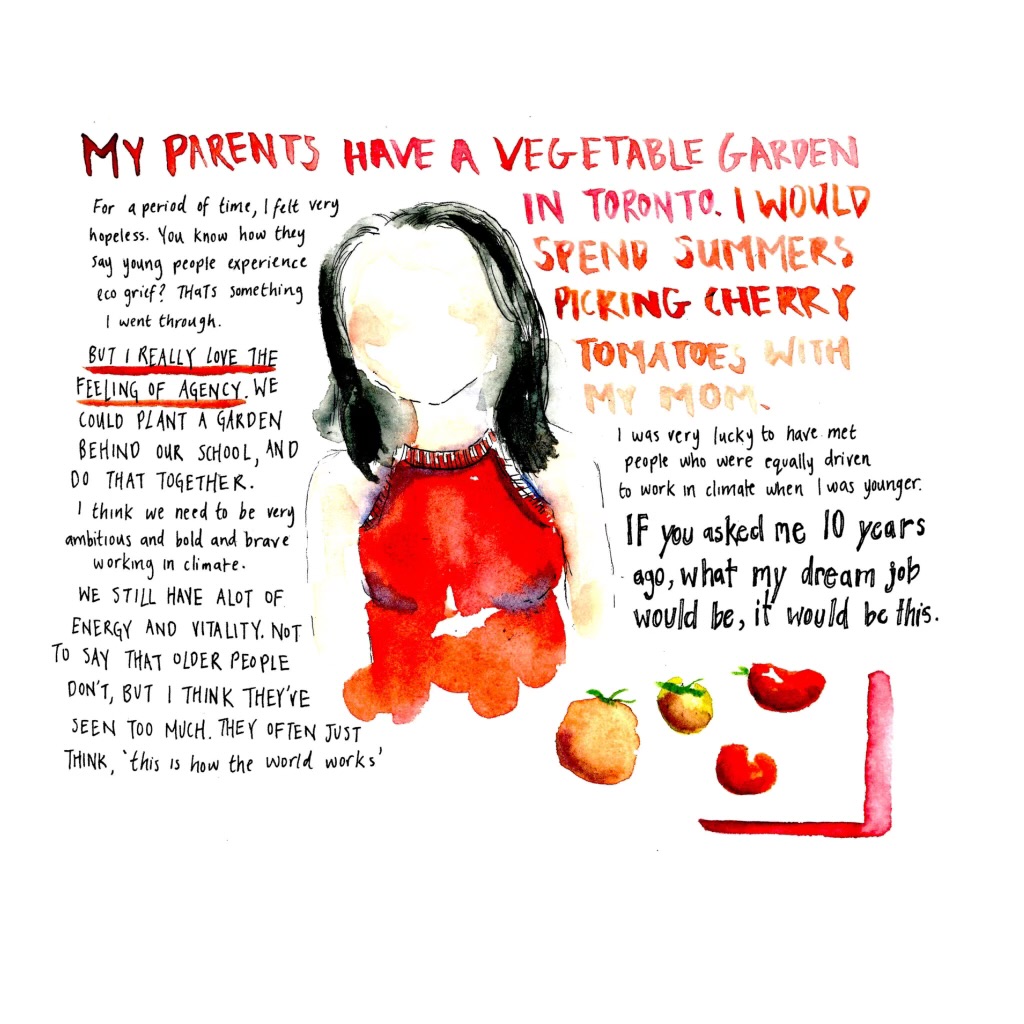 MY PARENTS HAVE A VEGETABLE GARDEN
IN TORONTO. I WOULD
SPEND SUMMERS
PICKING CHERRY
TOMATOES WITH
MY MOM.
For a period of time, I felt very
hopeless. You know how they
say young people experience
eco grief? THATS something
I went through.
BUT I REALLY LOVE THE
FEELING OF AGENCY. WE
COULD PLANT A GARDEN
BEHIND OUR SCHOOL, AND
DO THAT TOGETHER.
I think we need to be very
ambitious and bold and brave
working in climate.
WE STILL HAVE ALOT OF
ENERGY AND VITALITY. NOT
TO SAY THAT OLDER PEOPLE
DON'T, BUT I THINK THEY'VE
SEEN TOO MUCH. THEY OFTEN JUST
THINK, 'this is how the world works'
I was very lucky to have met
people who were equally driven
to work in climate when I was younger.
IF you asked me 10 years
ago, what my dream job
would be, it would be this.